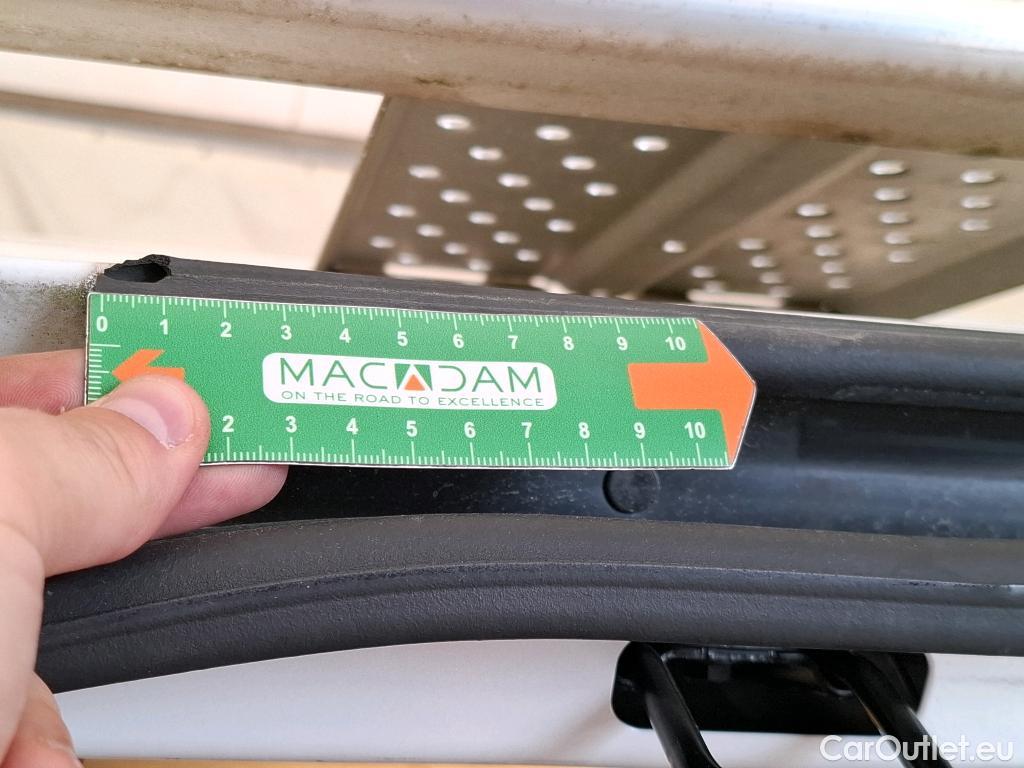 0 1 2 3 4 5 6 7 8 9 10
MACADAM
ON THE ROAD TO EXCELLENCE
2 3 4 5 6 7 8 9 10
CarOutlet.eu